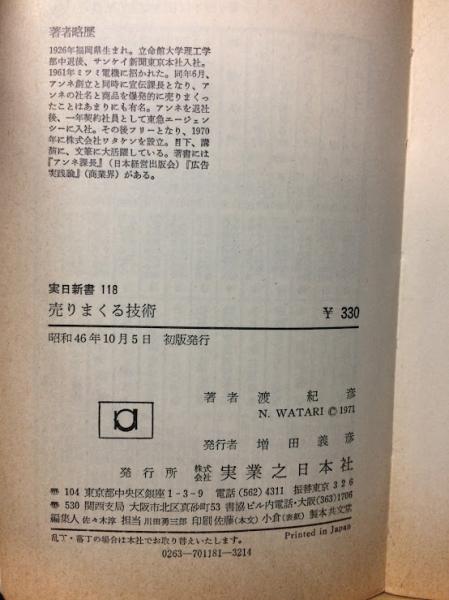 著者略歴
1926年福岡県生まれ。立命館大学理工学
部中退後、サンケイ新聞東京本社入社。
1961年ミツミ電機に招かれた。同年6月、
アンネ創立と同時に宣伝課長となり、ア
ンネの社名と商品を爆発的に売りまくっ
たことはあまりにも有名。アンネを退社
後、一年契約社員として東急エージェン
シーに入社。その後フリーとなり、1970
年に株式会社ワタケンを設立。目下、講
演に、文筆に大活躍している。著書には
『アンネ課長』（日本経営出版会）『広告
実践論』（商業界）がある。
実日新書 118
売りまくる技術 ￥ 330
昭和46年10月5日 初版発行
著者 渡紀彦
N. WATARI © 1971
発行者 増田義彦
発行所 株式会社 実業之日本社
〠 104 東京都中央区銀座1-3-9 電話(562)4311 振替東京326
〠 530 関西支局 大阪市北区真砂町53 書協ビル内電話・大阪(363)1706
編集人 佐々木淳 担当 川田勇三郎 印刷 佐藤(本文) 小倉(表紙) 製本共文堂
Printed in Japan
乱丁・落丁の場合は本社でお取り替えいたします。
0263-701181-3214